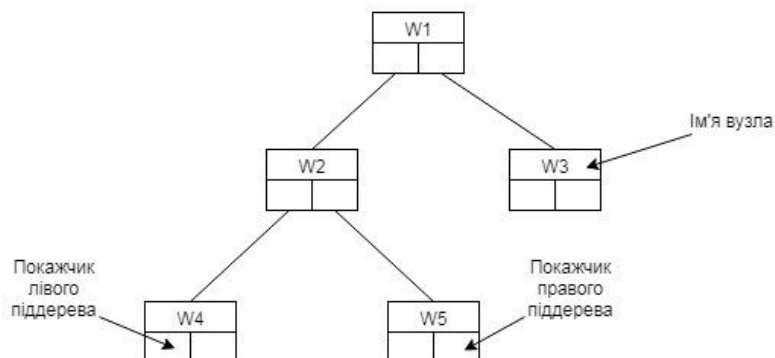 W1
Ім'я вузла
W2
W3
Покажчик
лівого
піддерева
Покажчик
правого
піддерева
W4
W5